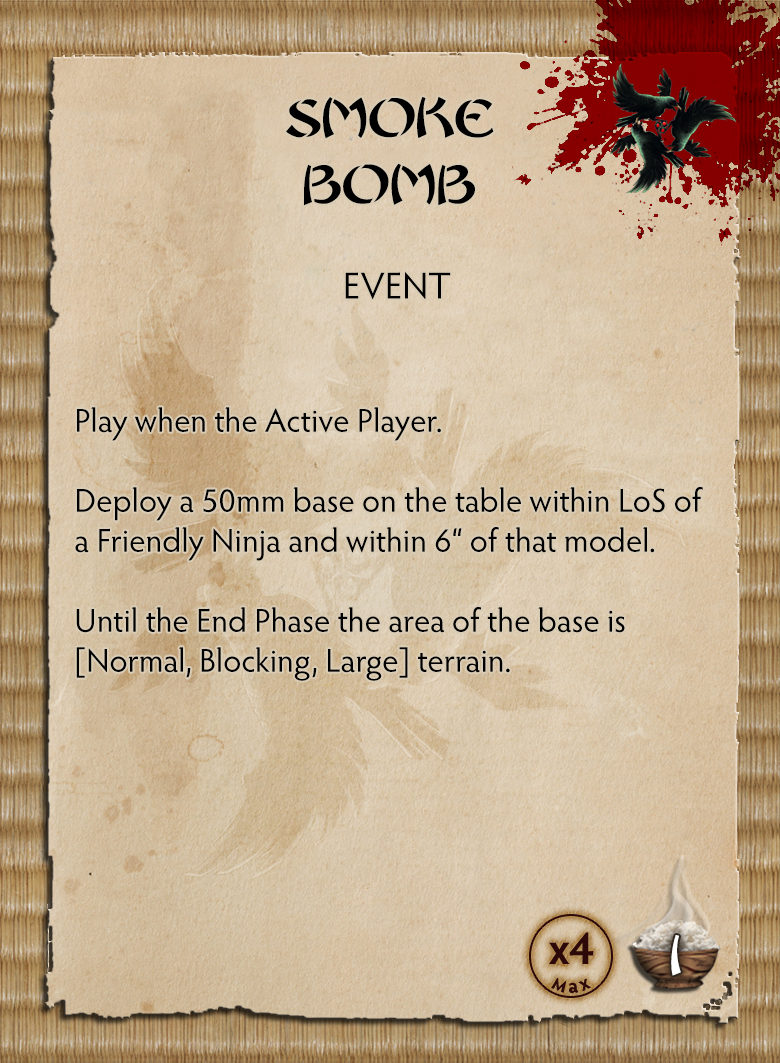 SMOKE
BOMB
EVENT
Play when the Active Player.
Deploy a 50mm base on the table within LoS of
a Friendly Ninja and within 6“ of that model.
Until the End Phase the area of the base is
[Normal, Blocking, Large] terrain.
x4
Max
1